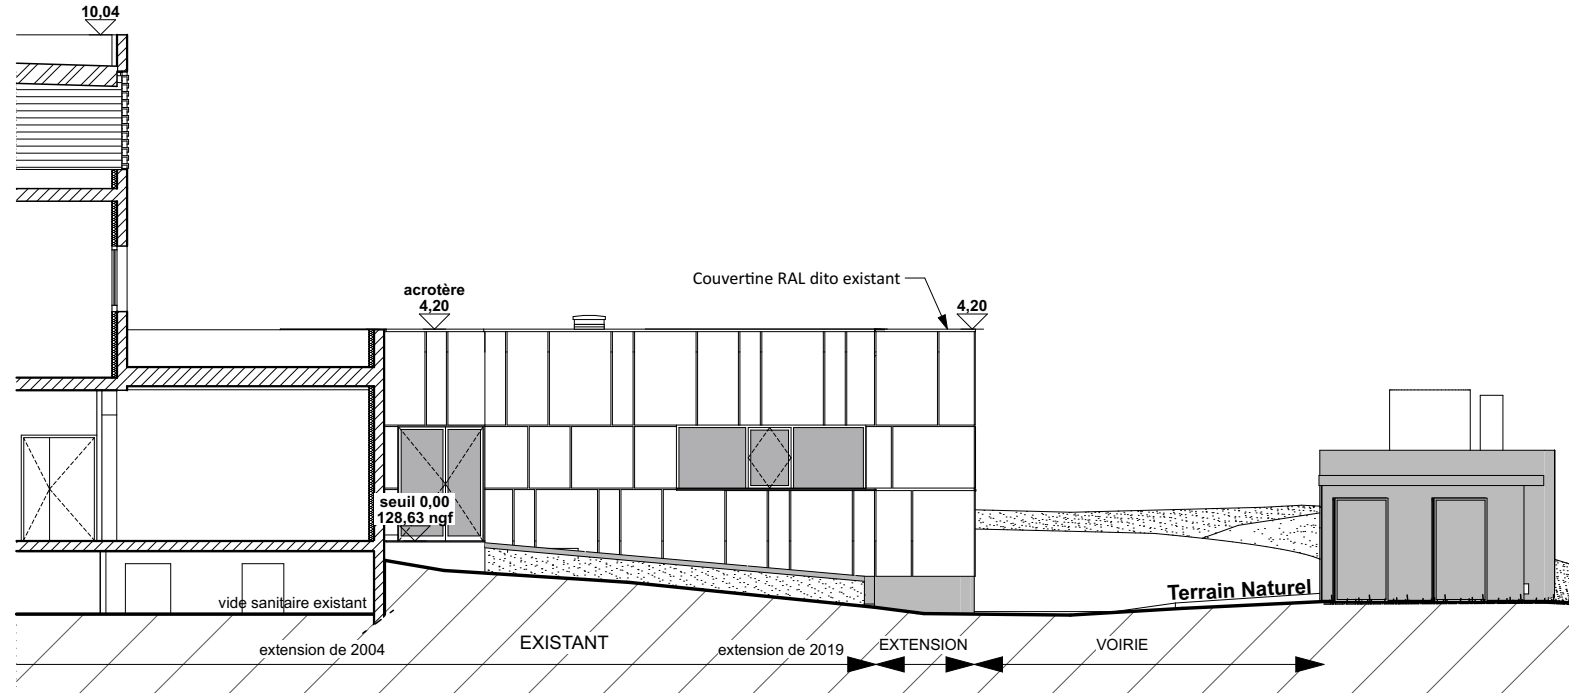 10,04
Couvertine RAL dito existant
acrotère
4,20
4,20
seuil 0,00
128,63 ngf
Terrain Naturel
vide sanitaire existant
extension de 2004
EXISTANT
extension de 2019
EXTENSION
VOIRIE